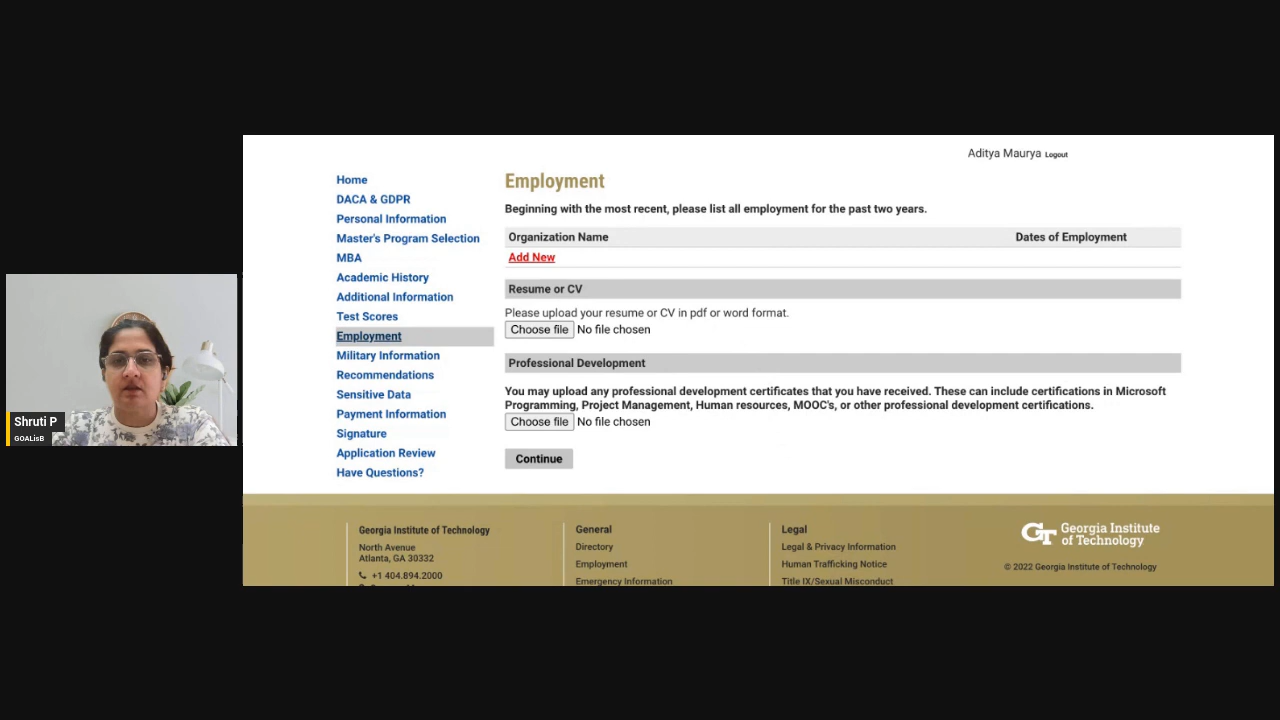 Aditya Maurya Logout
Home
DACA & GDPR
Personal Information
Master's Program Selection
MBA
Academic History
Additional Information
Test Scores
Employment
Military Information
Recommendations
Sensitive Data
Payment Information
Signature
Application Review
Have Questions?
Employment
Beginning with the most recent, please list all employment for the past two years.
Organization Name Dates of Employment
Add New
Resume or CV
Please upload your resume or CV in pdf or word format.
Choose file No file chosen
Professional Development
You may upload any professional development certificates that you have received. These can include certifications in Microsoft
Programming, Project Management, Human resources, MOOC's, or other professional development certifications.
Choose file No file chosen
Continue
Shruti P
GOALisB
Georgia Institute of Technology
North Avenue
Atlanta, GA 30332
+1 404.894.2000
General
Directory
Employment
Emergency Information
Legal
Legal & Privacy Information
Human Trafficking Notice
Title IX/Sexual Misconduct
GT Georgia Institute
of Technology
© 2022 Georgia Institute of Technology